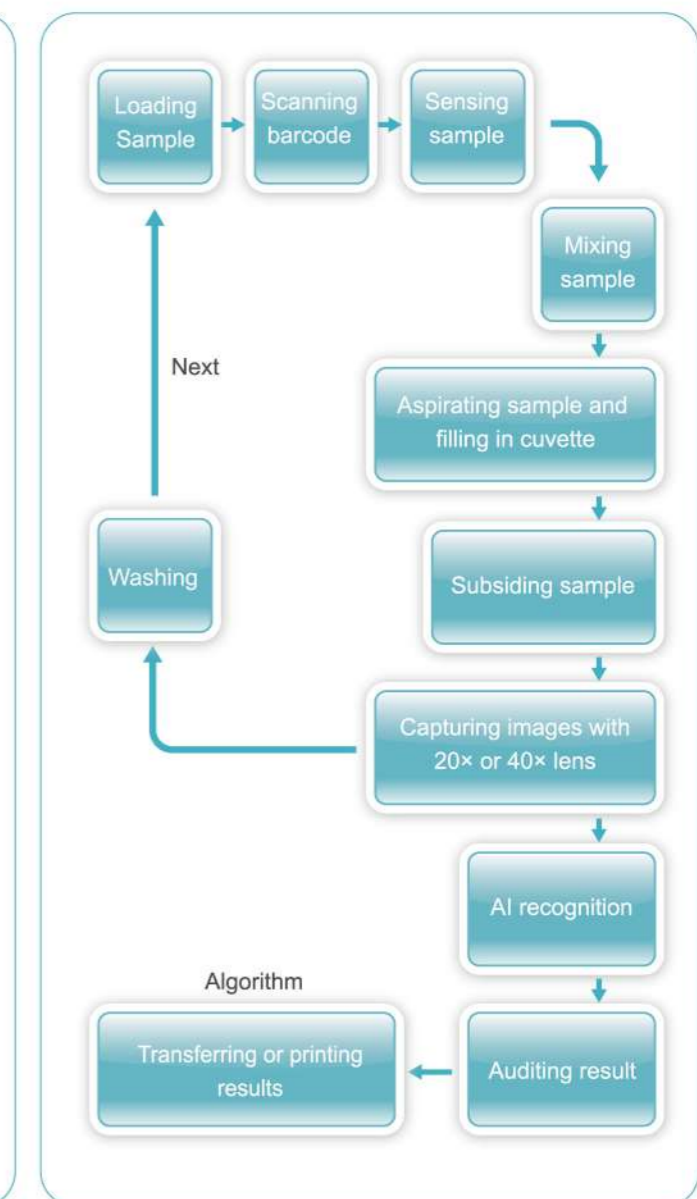 Loading
Sample
Scanning
barcode
Sensing
sample
Mixing
sample
Next
Aspirating sample and
filling in cuvette
Washing
Subsiding sample
Capturing images with
20× or 40× lens
AI recognition
Algorithm
Transferring or printing
results
Auditing result